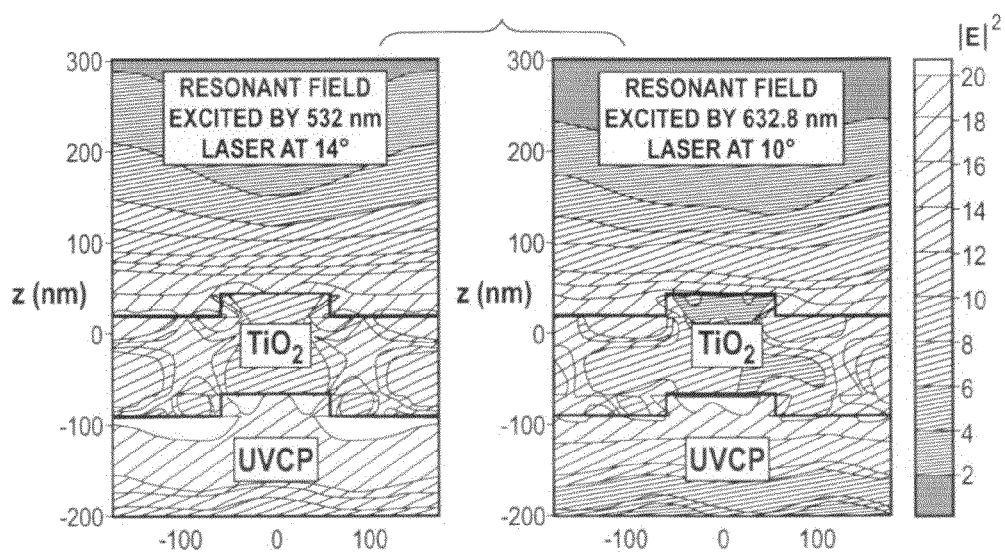 |E|²
300
RESONANT FIELD
EXCITED BY 532 nm
LASER AT 14°
200
100
z (nm)
0
TiO₂
-100
UVCP
-200
-100
0
100
300
RESONANT FIELD
EXCITED BY 632.8 nm
LASER AT 10°
200
100
z (nm)
0
TiO₂
-100
UVCP
-200
-100
0
100
20
18
16
14
12
10
8
6
4
2